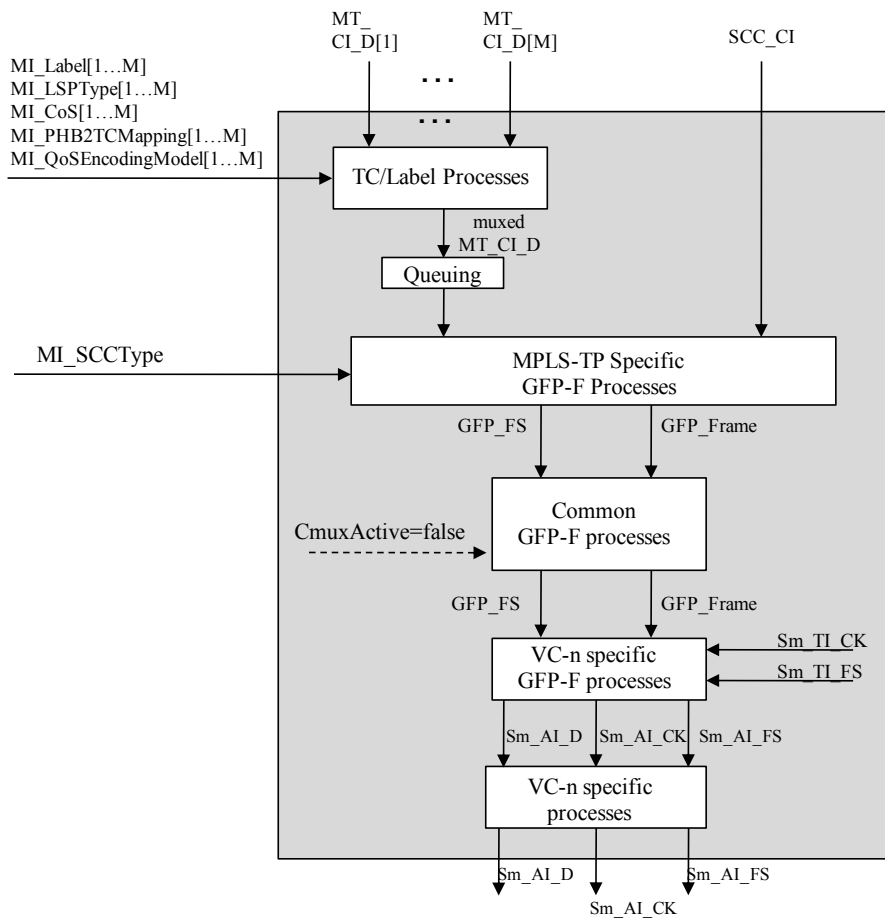 MT_
CI_D[1]
MT_
CI_D[M]
SCC_CI
MI_Label[1…M]
MI_LSPType[1…M]
MI_CoS[1…M]
MI_PHB2TCMapping[1…M]
MI_QoSEncodingModel[1…M]
...
...
TC/Label Processes
muxed
MT_CI_D
Queuing
MI_SCCType
MPLS-TP Specific
GFP-F Processes
GFP_FS
GFP_Frame
Common
GFP-F processes
CmuxActive=false
GFP_FS
GFP_Frame
VC-n specific
GFP-F processes
Sm_TI_CK
Sm_TI_FS
Sm_AI_D
Sm_AI_CK
Sm_AI_FS
VC-n specific
processes
Sm_AI_D
Sm_AI_CK
Sm_AI_FS